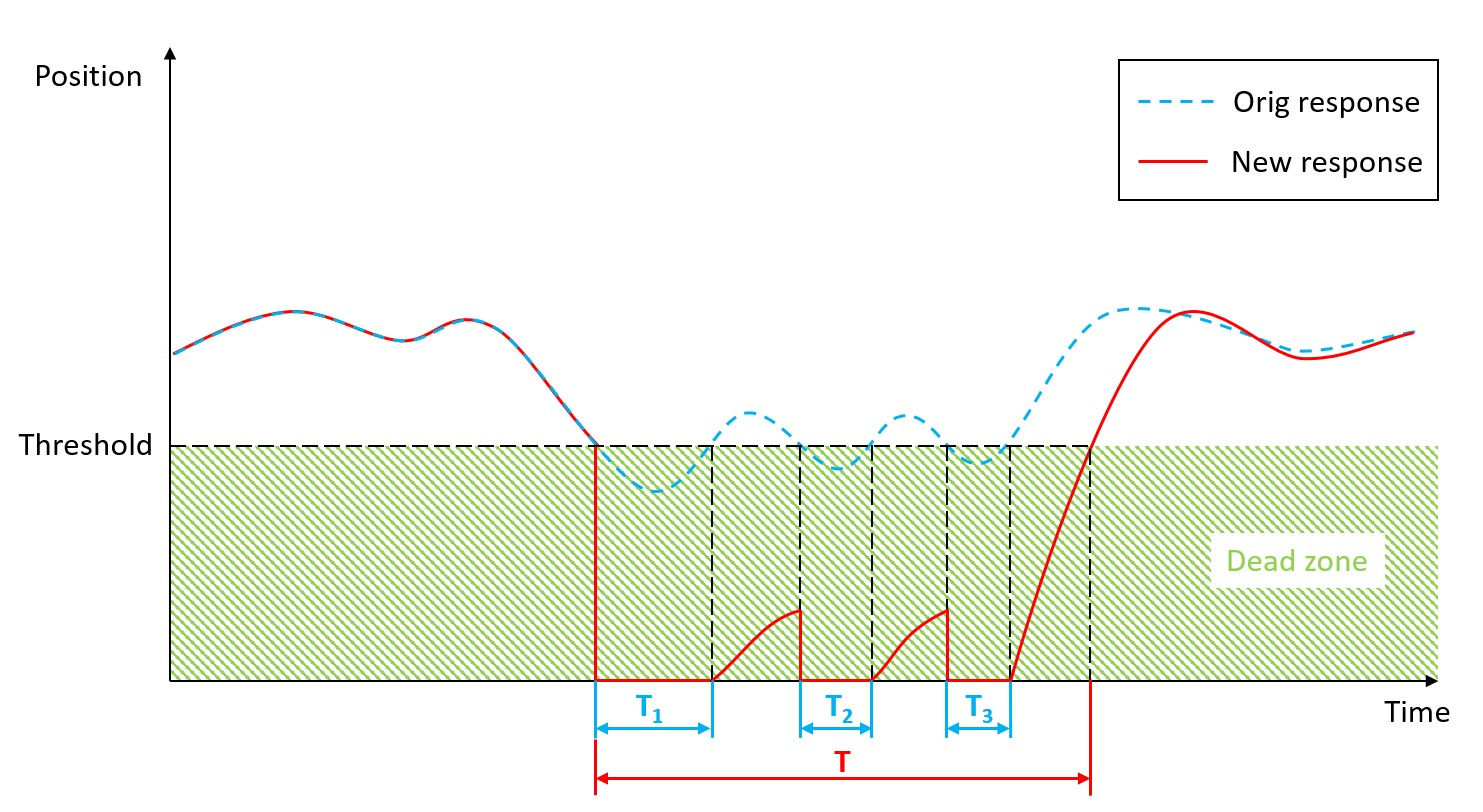 Position
Orig response
New response
Threshold
Dead zone
T₁
T₂
T₃
Time
T